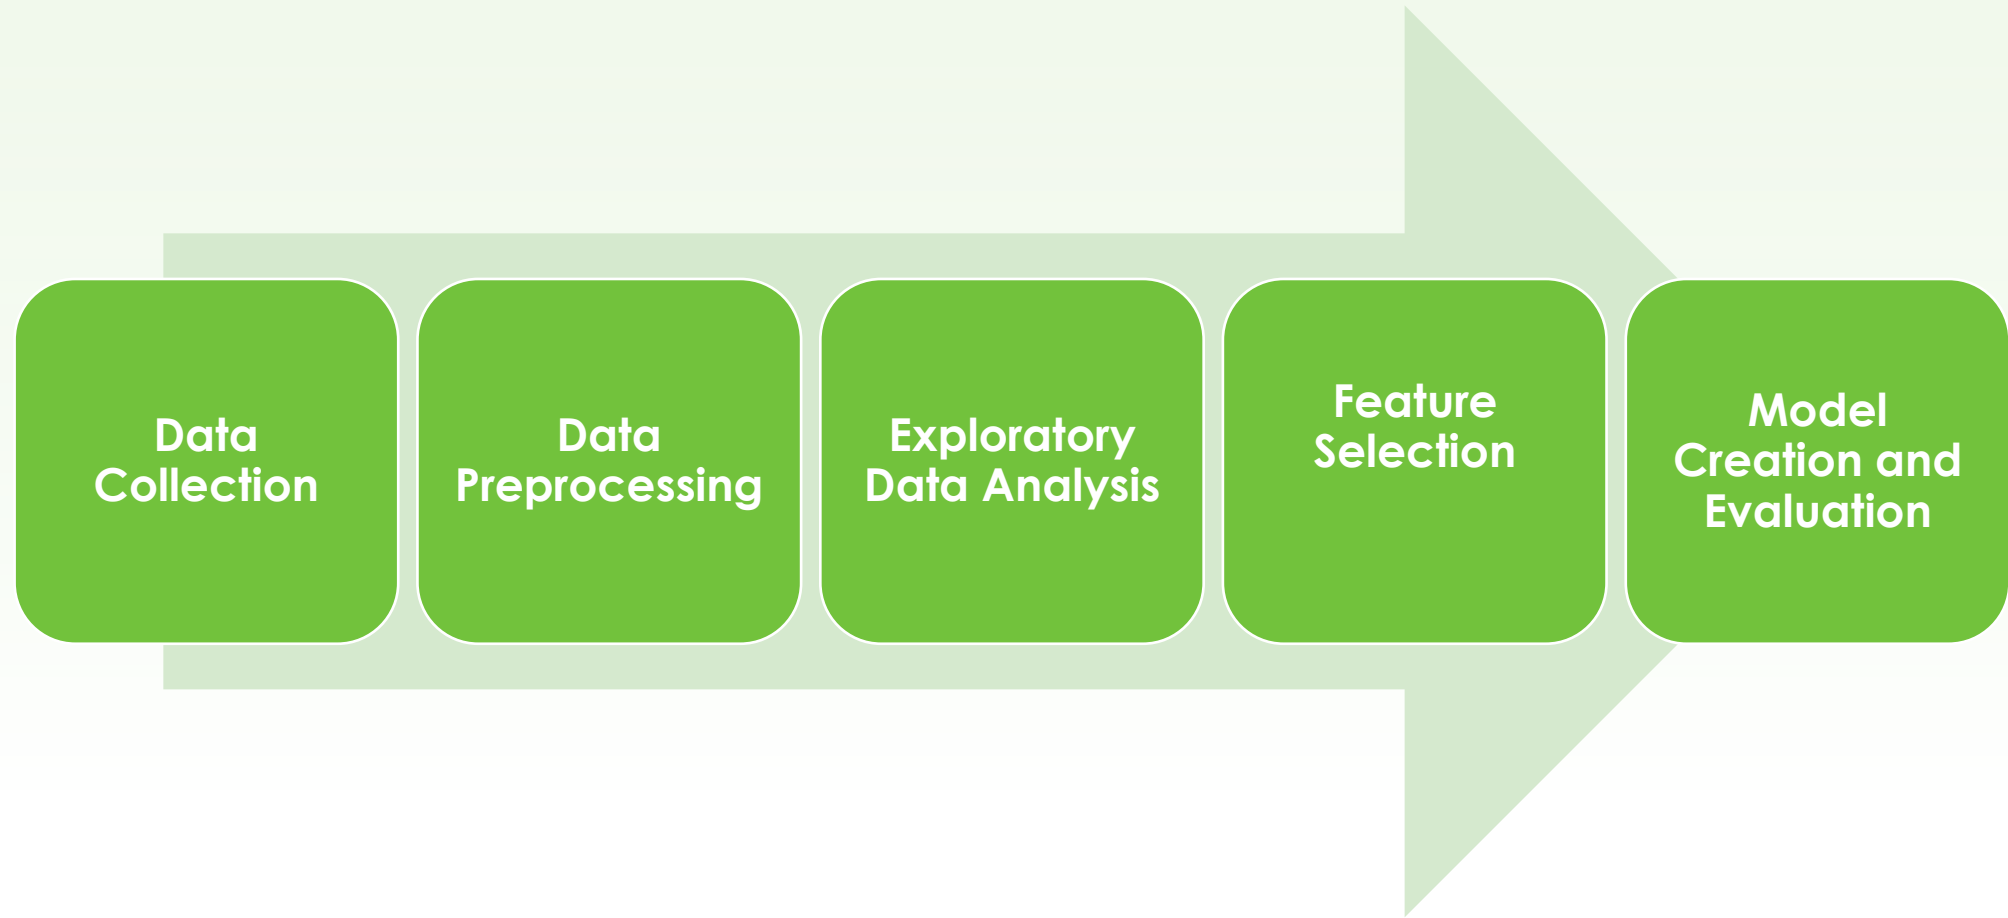 Data
Collection
Data
Preprocessing
Exploratory
Data Analysis
Feature
Selection
Model
Creation and
Evaluation